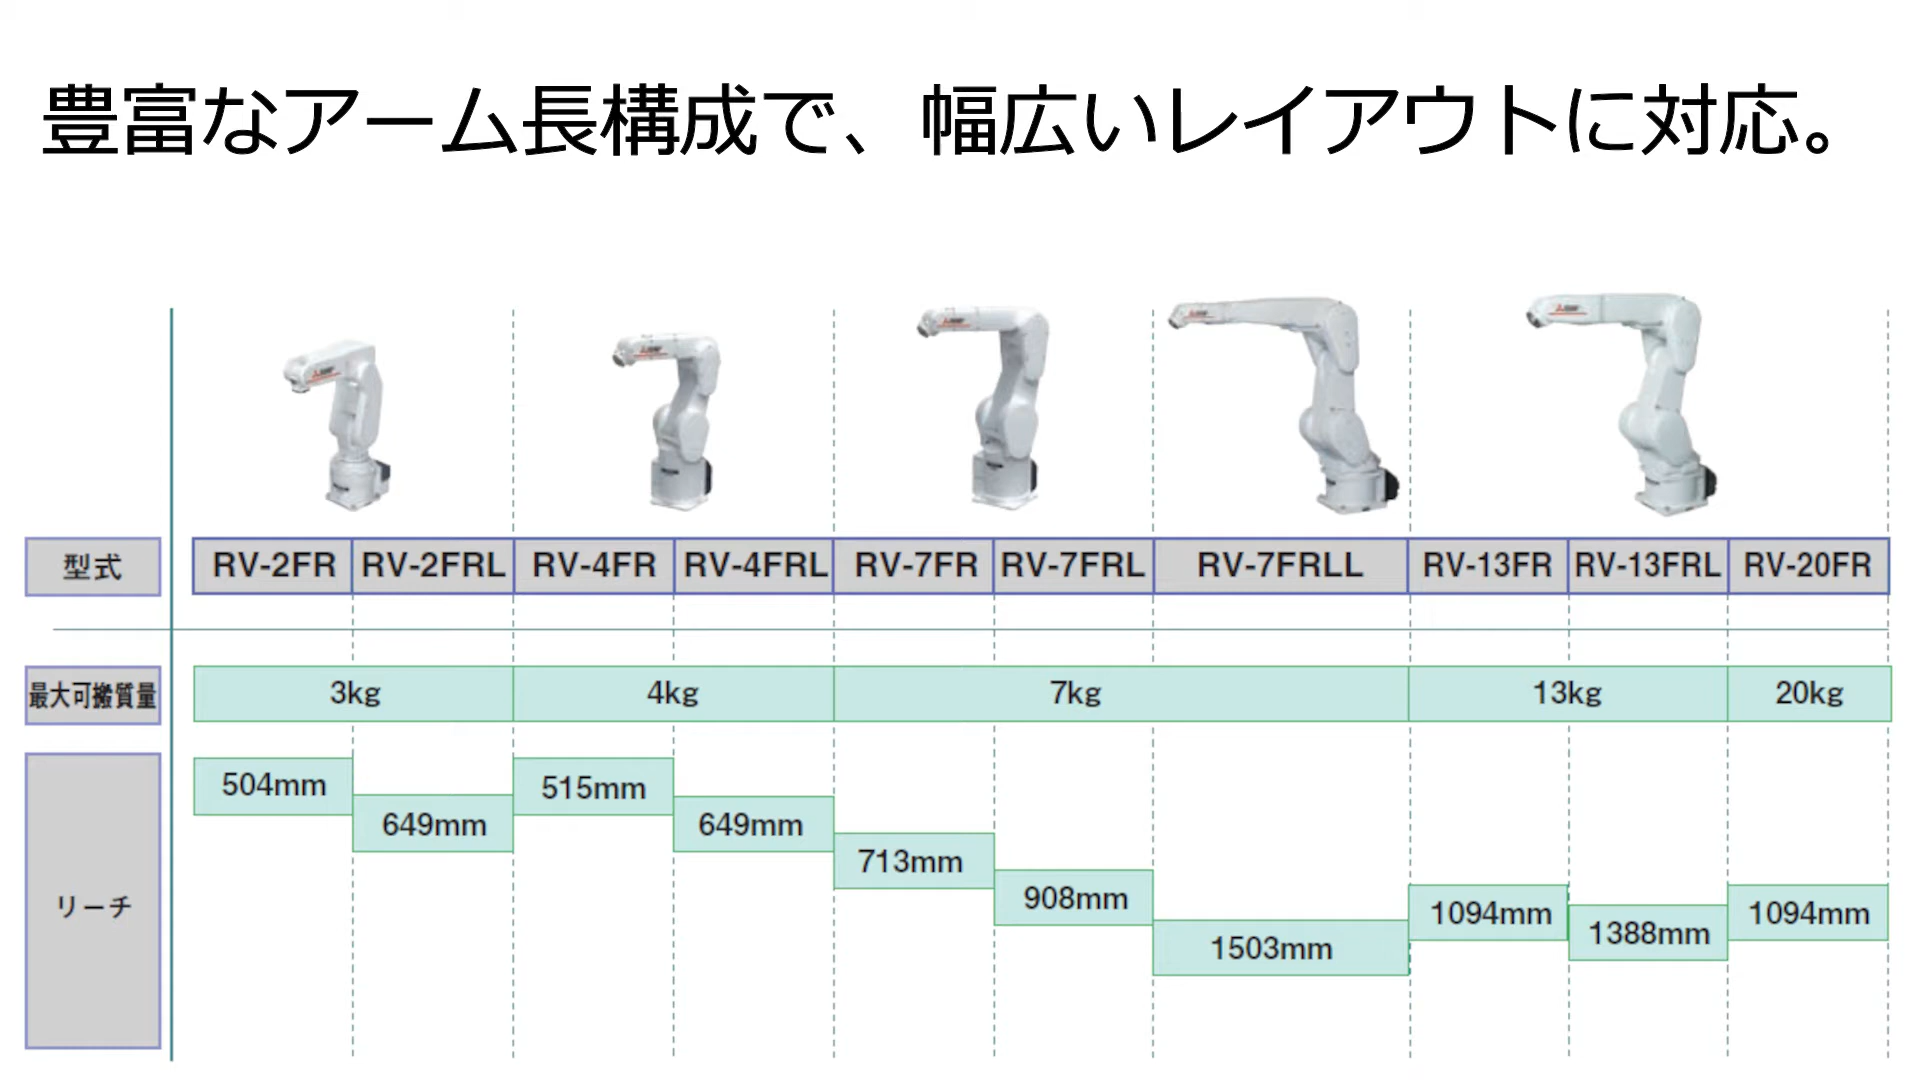 豊富なアーム長構成で、幅広いレイアウトに対応。
型式
RV-2FR
RV-2FRL
RV-4FR
RV-4FRL
RV-7FR
RV-7FRL
RV-7FRLL
RV-13FR
RV-13FRL
RV-20FR
最大可搬質量
3kg
4kg
7kg
13kg
20kg
リーチ
504mm
649mm
515mm
649mm
713mm
908mm
1503mm
1094mm
1388mm
1094mm